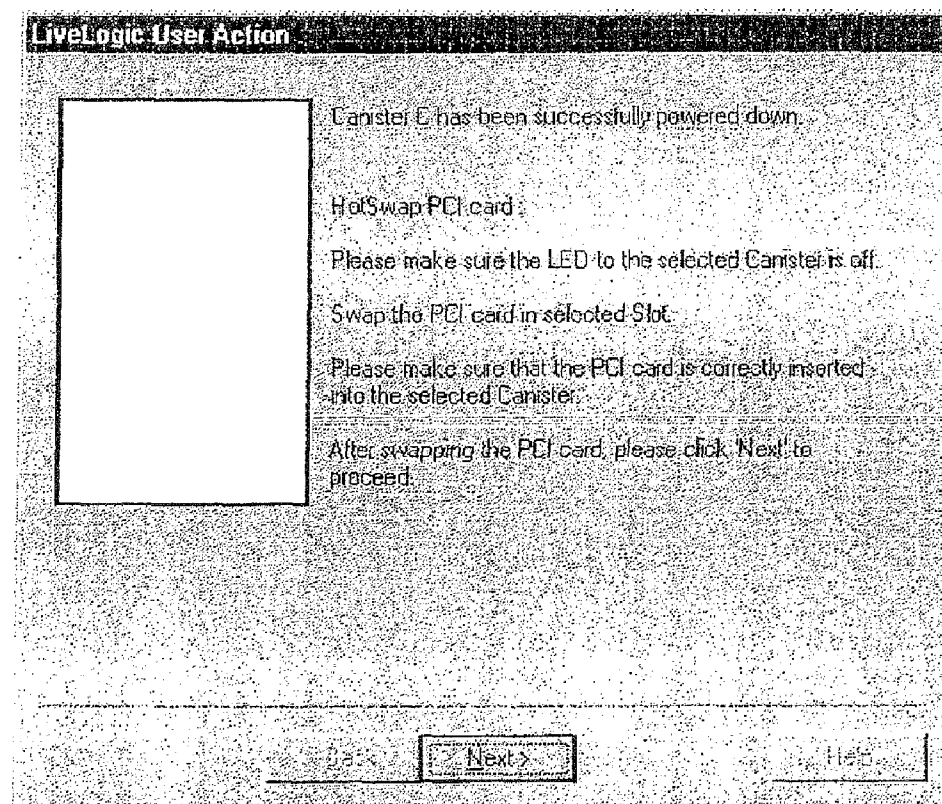 LiveLogic User Action
Canister has been successfully powered down.
HotSwap PCI card :
Please make sure the LED to the selected Canister is off.
Swap the PCI card in selected Slot.
Please make sure that the PCI card is correctly inserted
into the selected Canister.
After swapping the PCI card, please click 'Next' to
proceed.
< Back
Next >
Help